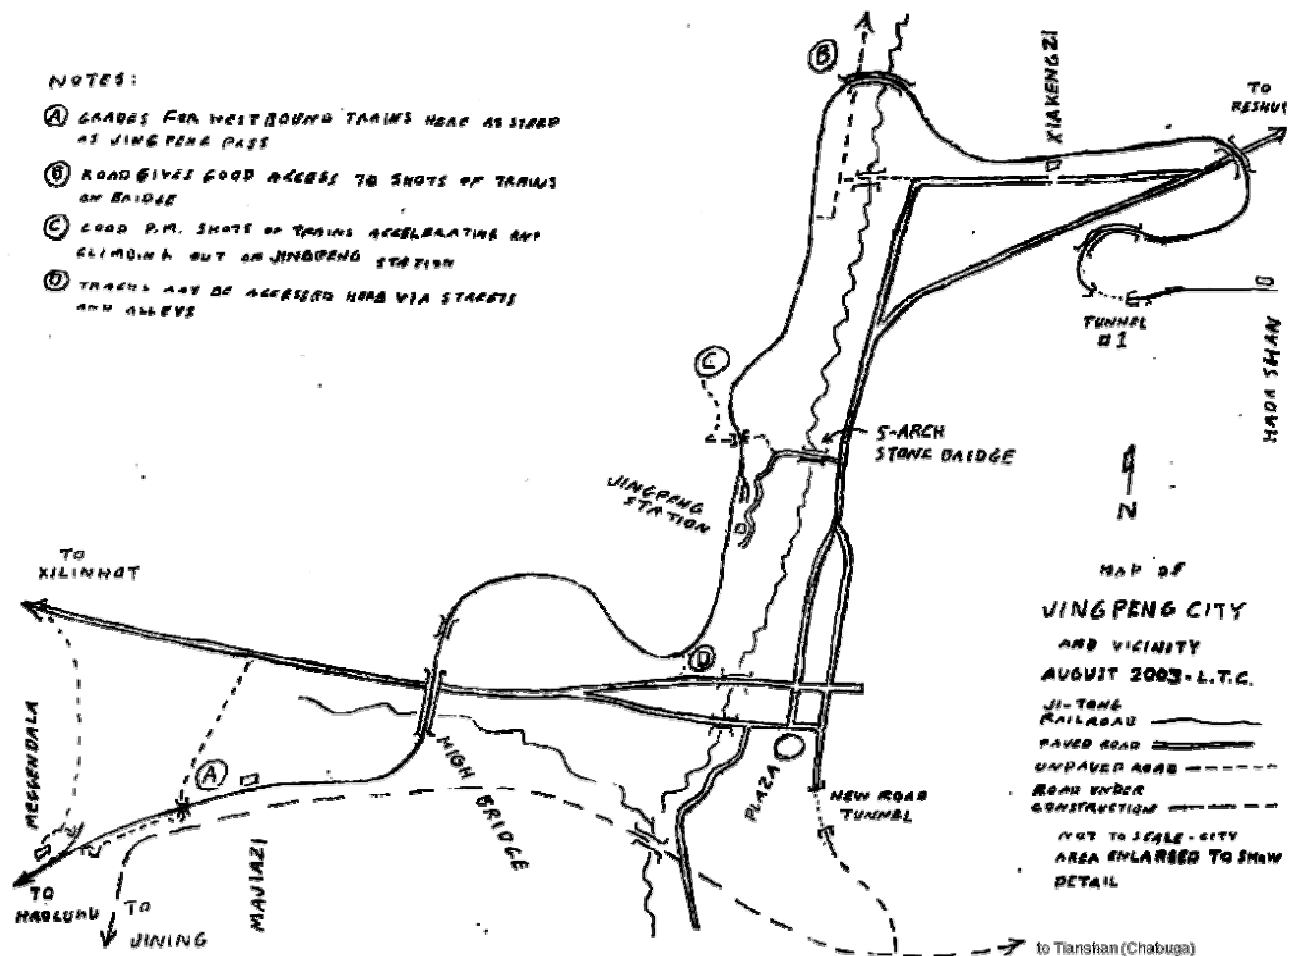 NOTES:
A GRADES FOR WESTBOUND TRAINS HERE AS STEEP
AS JINGPENG PASS
B ROAD GIVES GOOD ACCESS TO SHOTS OF TRAINS
ON BRIDGE
C GOOD P.M. SHOTS OF TRAINS ACCELERATING AND
CLIMBING OUT OF JINGPENG STATION
D TRACKS MAY BE ACCESSED HERE VIA STREETS
AND ALLEYS
B
XIAKENGZI
TO
RESHUI
TUNNEL
#1
HADA SHAN
C
5-ARCH
STONE BRIDGE
JINGPENG
STATION
N
TO
XILINHOT
MAP OF
JINGPENG CITY
AND VICINITY
AUGUST 2003-L.T.C.
JI-TONG
RAILROAD
PAVED ROAD
UNPAVED ROAD
ROAD UNDER
CONSTRUCTION
NOT TO SCALE-CITY
AREA ENLARGED TO SHOW
DETAIL
D
A
HIGH BRIDGE
PLAZA
NEW ROAD
TUNNEL
MAJIAZI
TO
TO
JINING
to Tianshan (Chabuga)